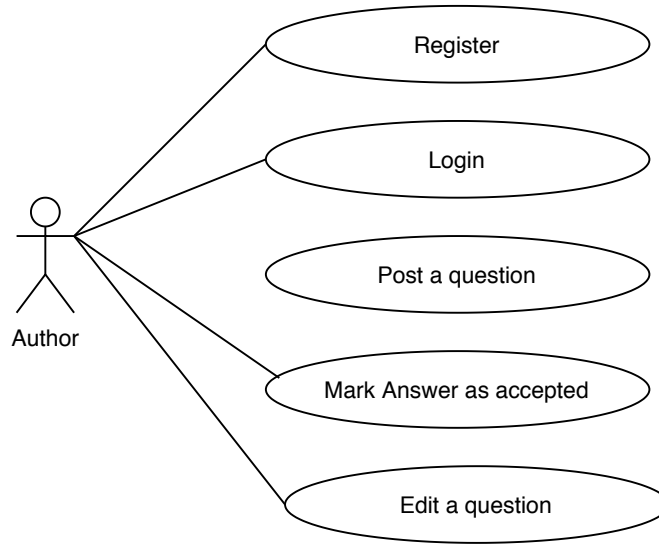 Register
Login
Post a question
Author
Mark Answer as accepted
Edit a question